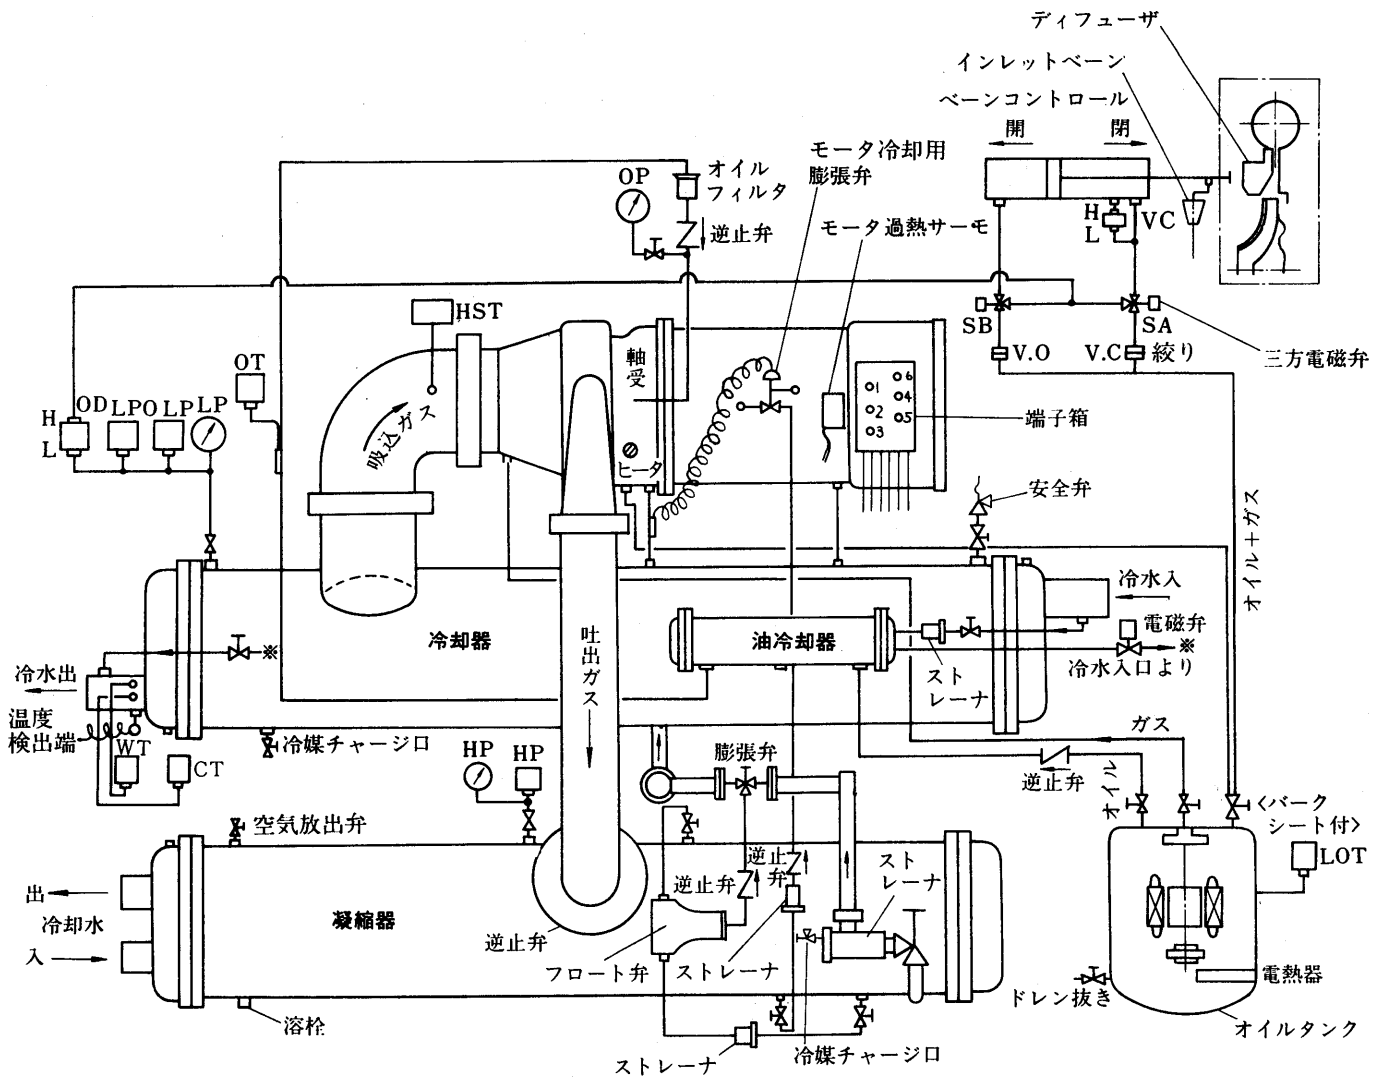 ディフューザ
インレットベーン
ベーンコントロール
開
閉
モータ冷却用
膨張弁
オイル
フィルタ
OP
逆止弁
モータ過熱サーモ
H
L
VC
HST
SB
SA
V.O
V.C
絞り
三方電磁弁
OT
軸
受
1
2
3
6
4
5
端子箱
H
L
OD
LPO
LP
LP
吸込ガス
ヒータ
安全弁
オイル+ガス
冷水入
冷却器
吐出ガス
油冷却器
電磁弁
※
※
冷水入口より
スト
レーナ
冷水出
温度
検出端
WT
CT
冷媒チャージ口
HP
HP
膨張弁
ガス
逆止弁
オイル
<バーク
シート付>
LOT
空気放出弁
逆止
弁
スト
レーナ
逆止弁
出
冷却水
入
凝縮器
逆止弁
フロート弁
ストレーナ
ドレン抜き
電熱器
オイルタンク
溶栓
ストレーナ
冷媒チャージ口